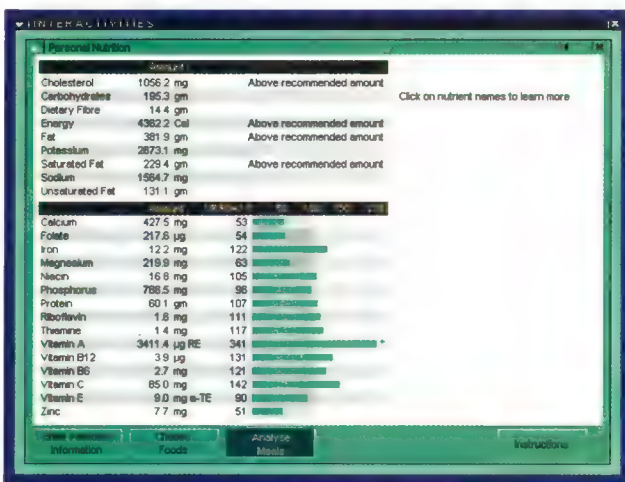 INTERACTIVITIES
Personal Nutrition
Amount
Cholesterol 1056.2 mg Above recommended amount
Carbohydrates 195.3 gm
Click on nutrient names to learn more
Dietary Fibre 14.4 gm
Energy 4362.2 Cal Above recommended amount
Fat 381.9 gm Above recommended amount
Potassium 2673.1 mg
Saturated Fat 229.4 gm Above recommended amount
Sodium 1564.7 mg
Unsaturated Fat 131.1 gm
Amount
Calcium 427.5 mg 53
Folate 217.6 µg 54
Iron 12.2 mg 122
Magnesium 219.9 mg 63
Niacin 16.8 mg 105
Phosphorus 766.5 mg 96
Protein 60.1 gm 107
Riboflavin 1.8 mg 111
Thiamine 1.4 mg 117
Vitamin A 3411.4 µg RE 341 +
Vitamin B12 3.9 µg 131
Vitamin B6 2.7 mg 121
Vitamin C 85.0 mg 142
Vitamin E 9.0 mg α-TE 90
Zinc 7.7 mg 51
Information
Foods
Analyse
Meals
Instructions